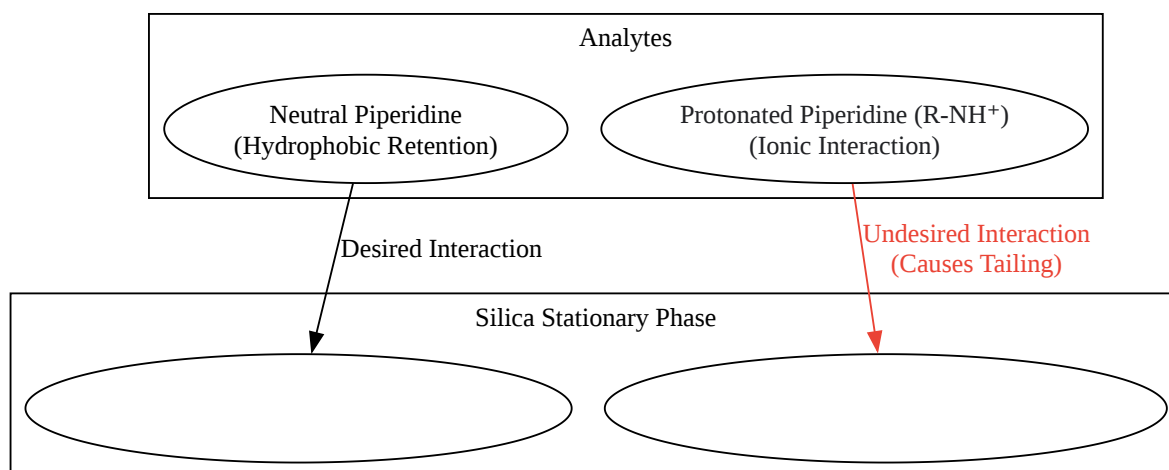 Analytes
Neutral Piperidine
(Hydrophobic Retention)
Protonated Piperidine (R-NH⁺)
(Ionic Interaction)
Desired Interaction
Undesired Interaction
(Causes Tailing)
Silica Stationary Phase